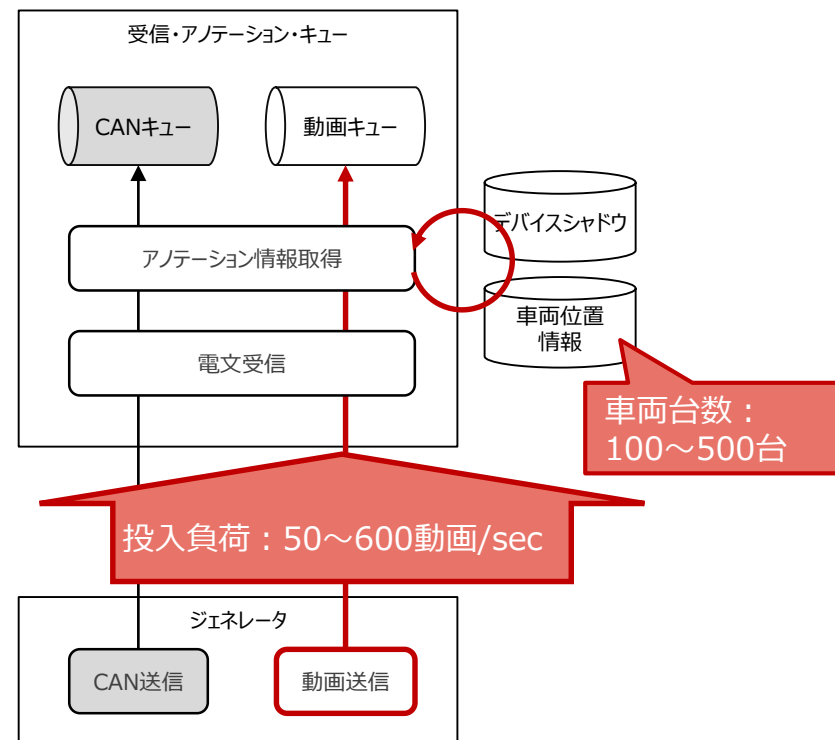 受信・アノテーション・キュー
CANキュー
動画キュー
デバイスシャドウ
アノテーション情報取得
車両位置
情報
電文受信
車両台数：
100～500台
投入負荷：50～600動画/sec
ジェネレータ
CAN送信
動画送信